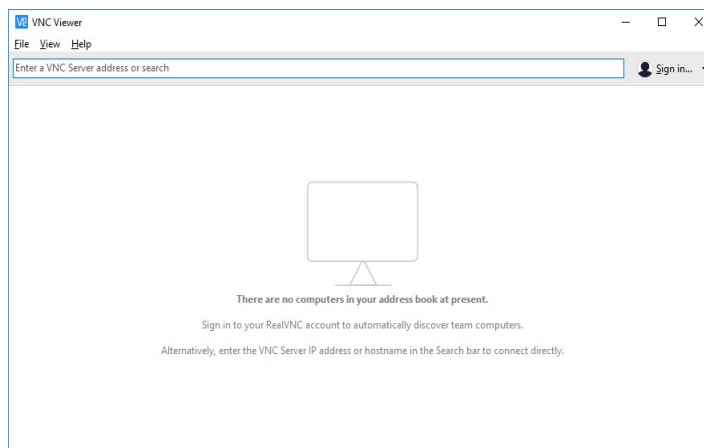 VNC Viewer
File View Help
Enter a VNC Server address or search
Sign in...
There are no computers in your address book at present.
Sign in to your RealVNC account to automatically discover team computers.
Alternatively, enter the VNC Server IP address or hostname in the Search bar to connect directly.